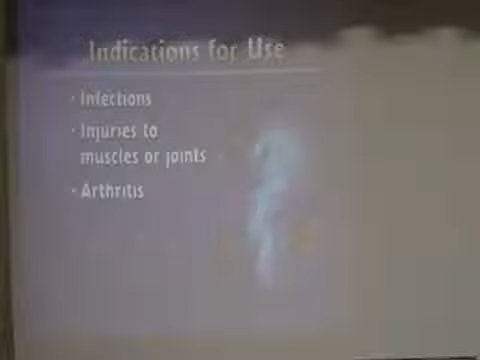 Indications for Use
· Infections
· Injuries to
muscles or joints
· Arthritis